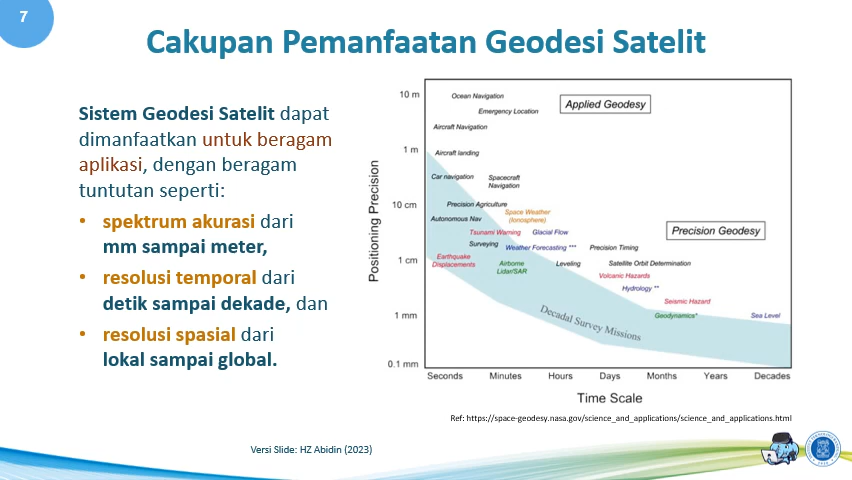 7
Cakupan Pemanfaatan Geodesi Satelit
Sistem Geodesi Satelit dapat
dimanfaatkan untuk beragam
aplikasi, dengan beragam
tuntutan seperti:
• spektrum akurasi dari
mm sampai meter,
• resolusi temporal dari
detik sampai dekade, dan
• resolusi spasial dari
lokal sampai global.
Positioning Precision
10 m
1 m
10 cm
1 cm
1 mm
0.1 mm
Ocean Navigation
Emergency Location
Applied Geodesy
Aircraft Navigation
Aircraft landing
Car navigation
Spacecraft
Navigation
Precision Agriculture
Space Weather
(Ionosphere)
Autonomous Nav
Tsunami Warning
Glacial Flow
Precision Geodesy
Surveying
Weather Forecasting ***
Precision Timing
Earthquake
Displacements
Airborne
Lidar/SAR
Leveling
Satellite Orbit Determination
Volcanic Hazards
Hydrology **
Seismic Hazard
Geodynamics*
Sea Level
Decadal Survey Missions
Seconds Minutes Hours Days Months Years Decades
Time Scale
Ref: https://space-geodesy.nasa.gov/science_and_applications/science_and_applications.html
Versi Slide: HZ Abidin (2023)